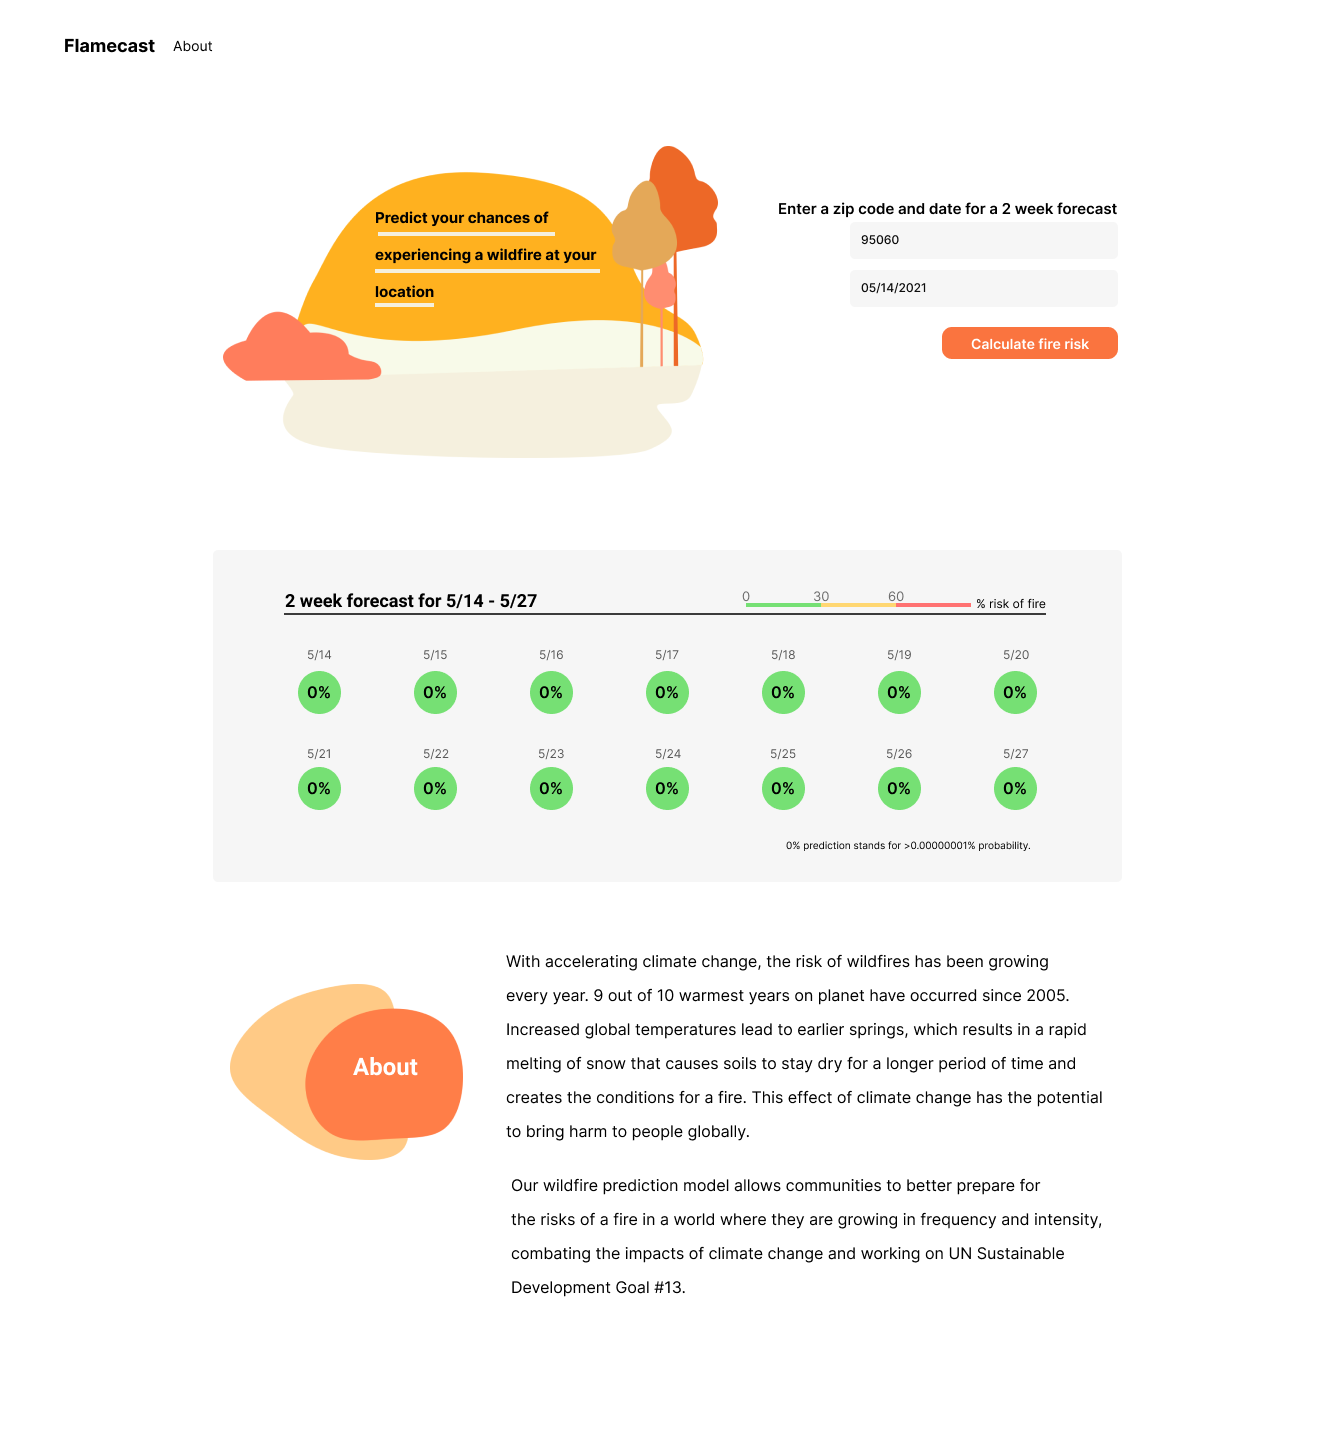 Flamecast About
Predict your chances of
experiencing a wildfire at your
location
Enter a zip code and date for a 2 week forecast
95060
05/14/2021
Calculate fire risk
2 week forecast for 5/14 - 5/27
0 30 60 % risk of fire
5/14 5/15 5/16 5/17 5/18 5/19 5/20
0% 0% 0% 0% 0% 0% 0%
5/21 5/22 5/23 5/24 5/25 5/26 5/27
0% 0% 0% 0% 0% 0% 0%
0% prediction stands for >0.00000001% probability.
About
With accelerating climate change, the risk of wildfires has been growing
every year. 9 out of 10 warmest years on planet have occurred since 2005.
Increased global temperatures lead to earlier springs, which results in a rapid
melting of snow that causes soils to stay dry for a longer period of time and
creates the conditions for a fire. This effect of climate change has the potential
to bring harm to people globally.
Our wildfire prediction model allows communities to better prepare for
the risks of a fire in a world where they are growing in frequency and intensity,
combating the impacts of climate change and working on UN Sustainable
Development Goal #13.